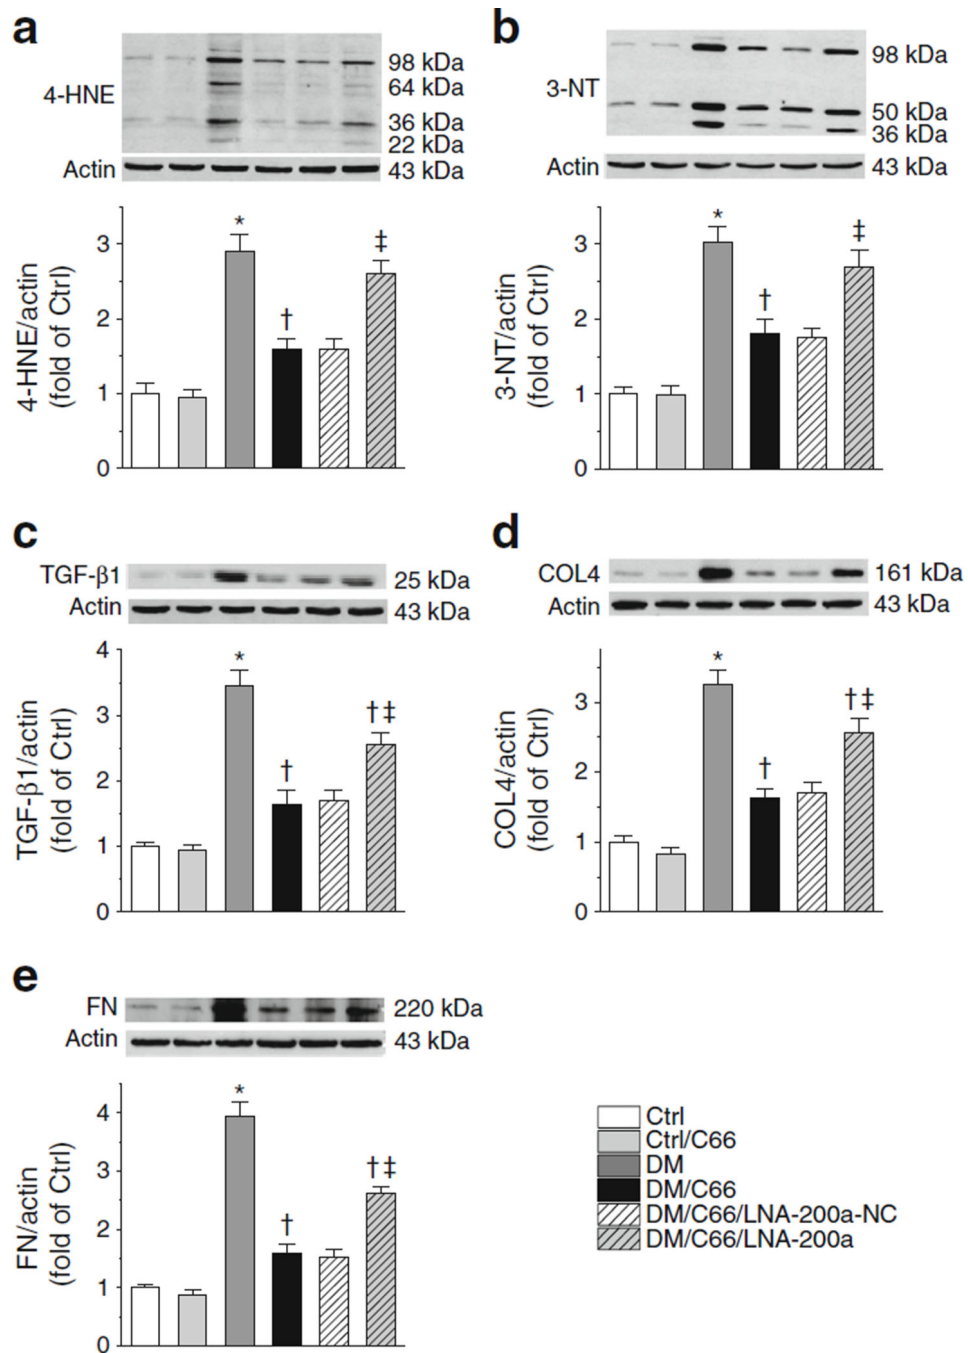 a
4-HNE
98 kDa
64 kDa
36 kDa
22 kDa
Actin
43 kDa
4-HNE/actin
(fold of Ctrl)
3
2
1
0
*
†
‡
b
3-NT
98 kDa
50 kDa
36 kDa
Actin
43 kDa
3-NT/actin
(fold of Ctrl)
3
2
1
0
*
†
‡
c
TGF-β1
25 kDa
Actin
43 kDa
TGF-β1/actin
(fold of Ctrl)
4
3
2
1
0
*
†
†‡
d
COL4
161 kDa
Actin
43 kDa
COL4/actin
(fold of Ctrl)
3
2
1
0
*
†
†‡
e
FN
220 kDa
Actin
43 kDa
FN/actin
(fold of Ctrl)
4
3
2
1
0
*
†
†‡
Ctrl
Ctrl/C66
DM
DM/C66
DM/C66/LNA-200a-NC
DM/C66/LNA-200a